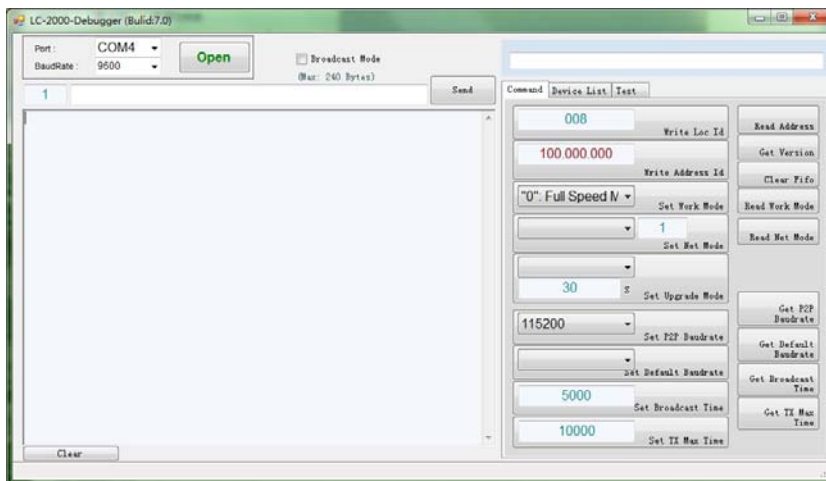 LC-2000-Debugger (Bulid:7.0)
Port :
COM4
BaudRate :
9600
Open
Broadcast Mode
(Max: 240 Bytes)
1
Send
Clear
Command
Device List
Test
008
Write Loc Id
100.000.000
Write Address Id
"0": Full Speed M
Set Work Mode
1
Set Net Mode
30
S
Set Upgrade Mode
115200
Set P2P Baudrate
Set Default Baudrate
5000
Set Broadcast Time
10000
Set TX Max Time
Read Address
Get Version
Clear Fifo
Read Work Mode
Read Net Mode
Get P2P
Baudrate
Get Default
Baudrate
Get Broadcast
Time
Get TX Max
Time